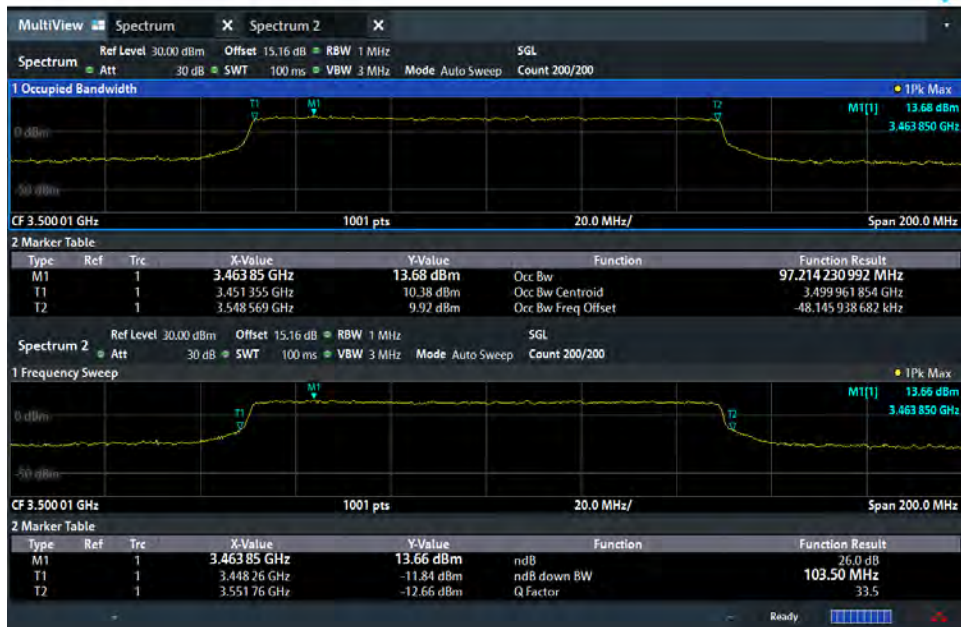 MultiView Spectrum X Spectrum 2 X
Ref Level 30.00 dBm Offset 15.16 dB RBW 1 MHz SGL
Spectrum Att 30 dB SWT 100 ms VBW 3 MHz Mode Auto Sweep Count 200/200
1 Occupied Bandwidth 1Pk Max
T1 M1 T2 M1[1] 13.68 dBm
3.463 850 GHz
0 dBm
-50 dBm
CF 3.500 01 GHz 1001 pts 20.0 MHz/ Span 200.0 MHz
2 Marker Table
Type Ref Trc X-Value Y-Value Function Function Result
M1 1 3.463 85 GHz 13.68 dBm Occ Bw 97.214 230 992 MHz
T1 1 3.451 355 GHz 10.38 dBm Occ Bw Centroid 3.499 961 854 GHz
T2 1 3.548 569 GHz 9.92 dBm Occ Bw Freq Offset -48.145 938 682 kHz
Ref Level 30.00 dBm Offset 15.16 dB RBW 1 MHz SGL
Spectrum 2 Att 30 dB SWT 100 ms VBW 3 MHz Mode Auto Sweep Count 200/200
1 Frequency Sweep 1Pk Max
M1 M1[1] 13.66 dBm
3.463 850 GHz
0 dBm T1 T2
-50 dBm
CF 3.500 01 GHz 1001 pts 20.0 MHz/ Span 200.0 MHz
2 Marker Table
Type Ref Trc X-Value Y-Value Function Function Result
M1 1 3.463 85 GHz 13.66 dBm ndB 26.0 dB
T1 1 3.448 26 GHz -11.84 dBm ndB down BW 103.50 MHz
T2 1 3.551 76 GHz -12.66 dBm Q Factor 33.5
Ready